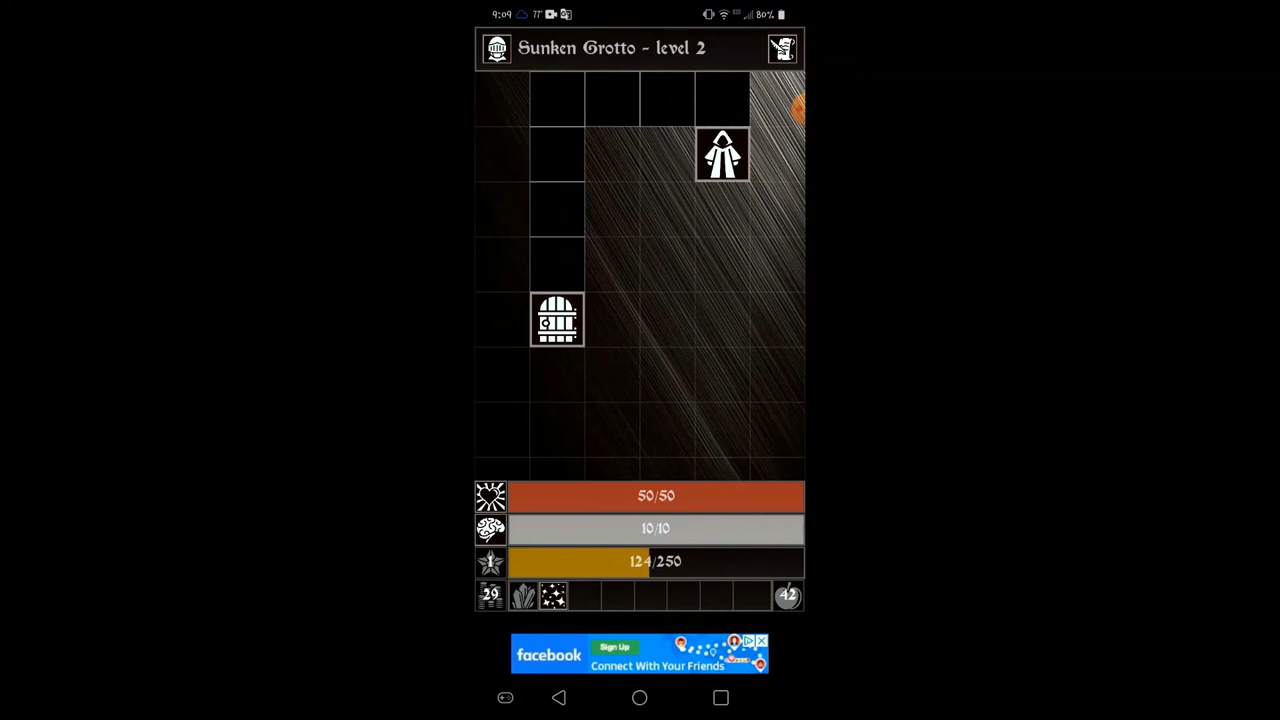 9:09 77° 80%
Sunken Grotto - level 2
50/50
10/10
124/250
29 42
facebook Sign Up
Connect With Your Friends